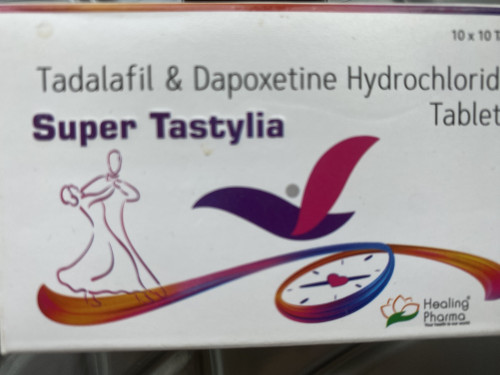 10 x 10 T
Tadalafil & Dapoxetine Hydrochlorid
Tablet
Super Tastylia
Healing
Pharma